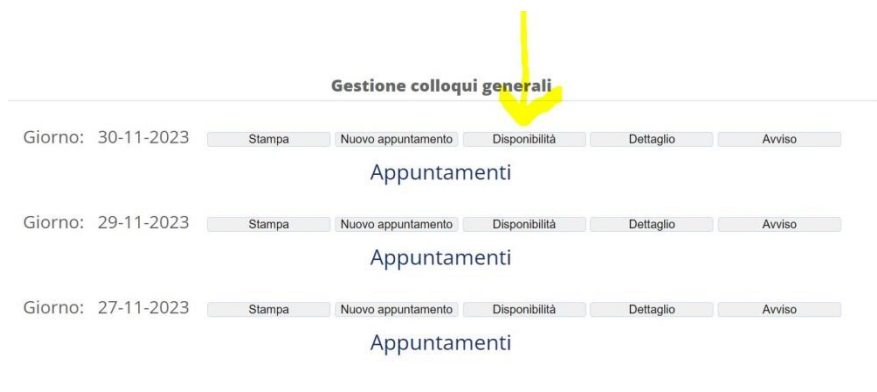 Gestione colloqui generali
Giorno: 30-11-2023 Stampa Nuovo appuntamento Disponibilità Dettaglio Avviso
Appuntamenti
Giorno: 29-11-2023 Stampa Nuovo appuntamento Disponibilità Dettaglio Avviso
Appuntamenti
Giorno: 27-11-2023 Stampa Nuovo appuntamento Disponibilità Dettaglio Avviso
Appuntamenti